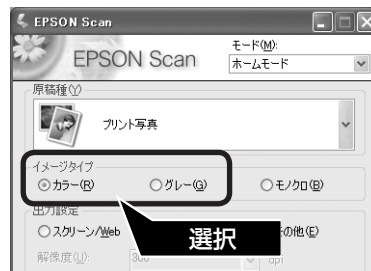 EPSON Scan
EPSON Scan
モード(M):
ホームモード
原稿種(Y)
プリント写真
イメージタイプ
カラー(R)
グレー(G)
モノクロ(B)
出力設定
スクリーン/Web
の他(E)
選択
解像度(U):
300
dpi